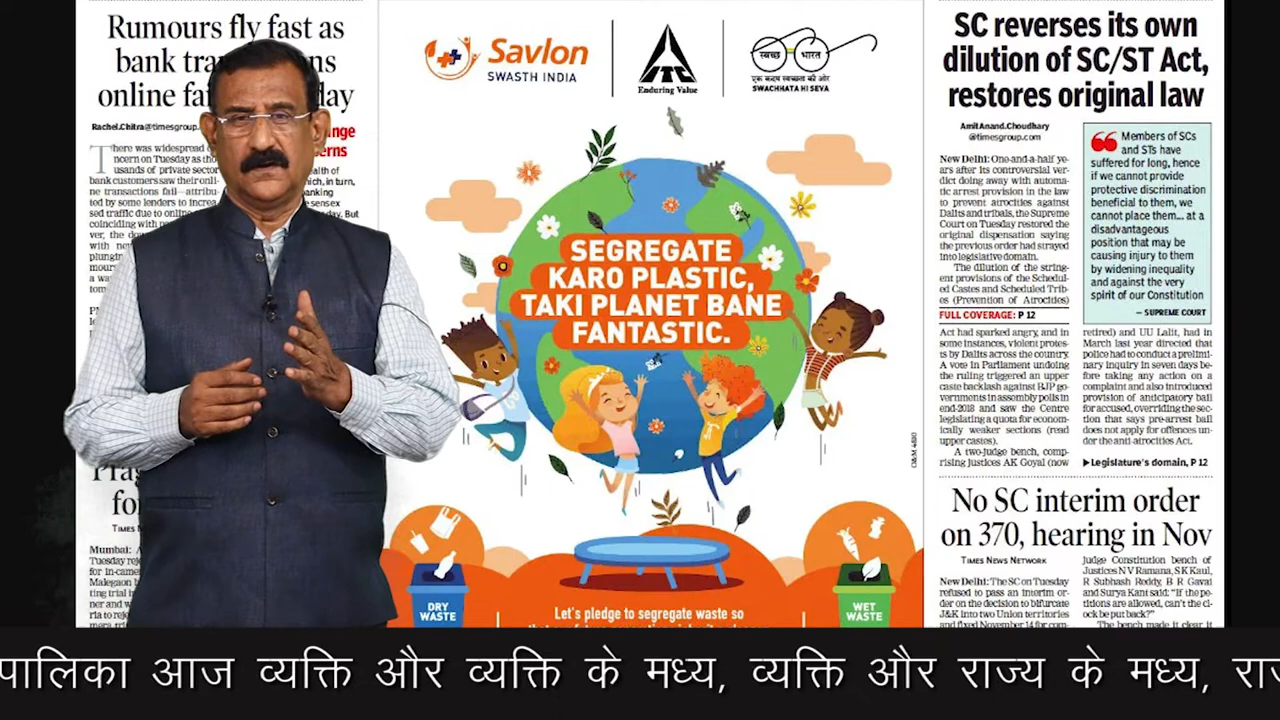 Rumours fly fast as
bank
online day
Rachel.Chitra@timesgroup.
There was widespread
ncern on Tuesday as
usands of private sector
bank customers saw their onli-
ne transactions fail—attribu-
ted by some lenders to
sed traffic due to online
coinciding with
Savlon
SWASTH INDIA
ITC
Enduring Value
स्वच्छ भारत
एक कदम स्वच्छता की ओर
SWACHHATA HI SEVA
SEGREGATE
KARO PLASTIC,
TAKI PLANET BANE
FANTASTIC.
DRY
WASTE
WET
WASTE
Let's pledge to segregate waste so
SC reverses its own
dilution of SC/ST Act,
restores original law
AmitAnand.Choudhary
@timesgroup.com
New Delhi: One-and-a-half ye-
ars after its controversial ver-
dict doing away with automa-
tic arrest provision in the law
to prevent atrocities against
Dalits and tribals, the Supreme
Court on Tuesday restored the
original dispensation saying
the previous order had strayed
into legislative domain.
The dilution of the string-
ent provisions of the Schedul-
ed Castes and Scheduled Trib-
es (Prevention of Atrocities)
FULL COVERAGE: P 12
Act had sparked angry, and in
some instances, violent protes-
ts by Dalits across the country.
A vote in Parliament undoing
the ruling triggered an upper
caste backlash against BJP go-
vernments in assembly polls in
end-2018 and saw the Centre
legislating a quota for econom-
ically weaker sections (read
upper castes).
A two-judge bench, comp-
rising justices AK Goyal (now
Members of SCs
and STs have
suffered for long, hence
if we cannot provide
protective discrimination
beneficial to them, we
cannot place them... at a
disadvantageous
position that may be
causing injury to them
by widening inequality
and against the very
spirit of our Constitution
— SUPREME COURT
retired) and UU Lalit, had in
March last year directed that
police had to conduct a prelimi-
nary inquiry in seven days be-
fore taking any action on a
complaint and also introduced
provision of anticipatory bail
for accused, overriding the sec-
tion that says pre-arrest bail
does not apply for offences un-
der the anti-atrocities Act.
▶Legislature's domain, P 12
No SC interim order
on 370, hearing in Nov
TIMES NEWS NETWORK
New Delhi: The SC on Tuesday
refused to pass an interim or-
der on the decision to bifurcate
J&K into two Union territories
and fixed November 14 for com-
judge Constitution bench of
Justices N V Ramana, S K Kaul,
R Subhash Reddy, B R Gavai
and Surya Kant said: "If the pe-
titions are allowed, can't the cl-
ock be put back?"
The bench made it clear it
पालिका आज व्यक्ति और व्यक्ति के मध्य, व्यक्ति और राज्य के मध्य,